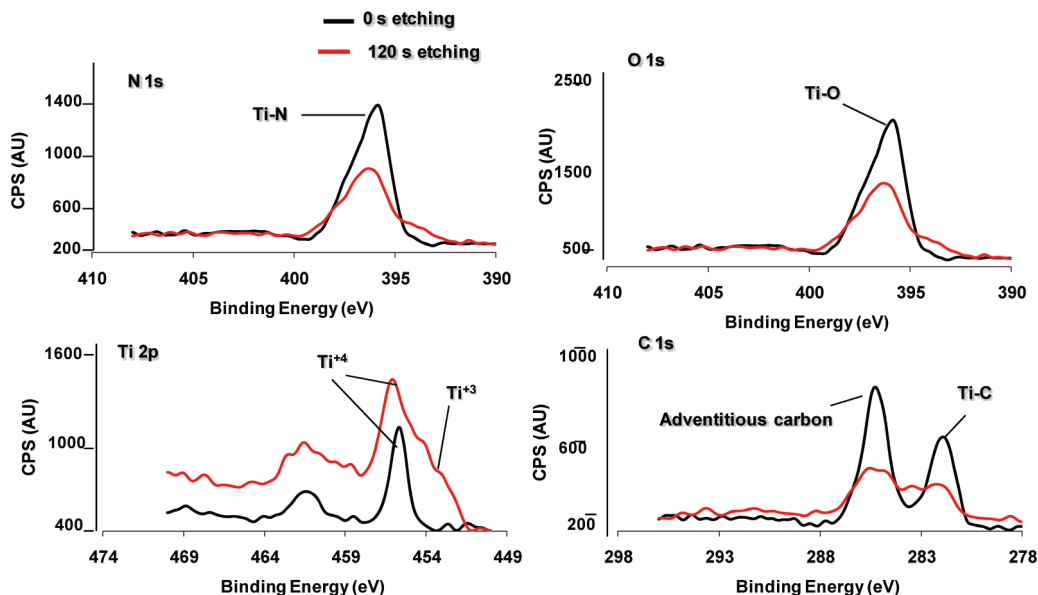 0 s etching
120 s etching
N 1s
Ti-N
1400
1000
600
200
CPS (AU)
410 405 400 395 390
Binding Energy (eV)
O 1s
Ti-O
2500
1500
500
CPS (AU)
410 405 400 395 390
Binding Energy (eV)
Ti 2p
Ti+4
Ti+3
1600
1000
400
CPS (AU)
474 469 464 459 454 449
Binding Energy (eV)
C 1s
Adventitious carbon
Ti-C
1000
600
200
CPS (AU)
298 293 288 283 278
Binding Energy (eV)